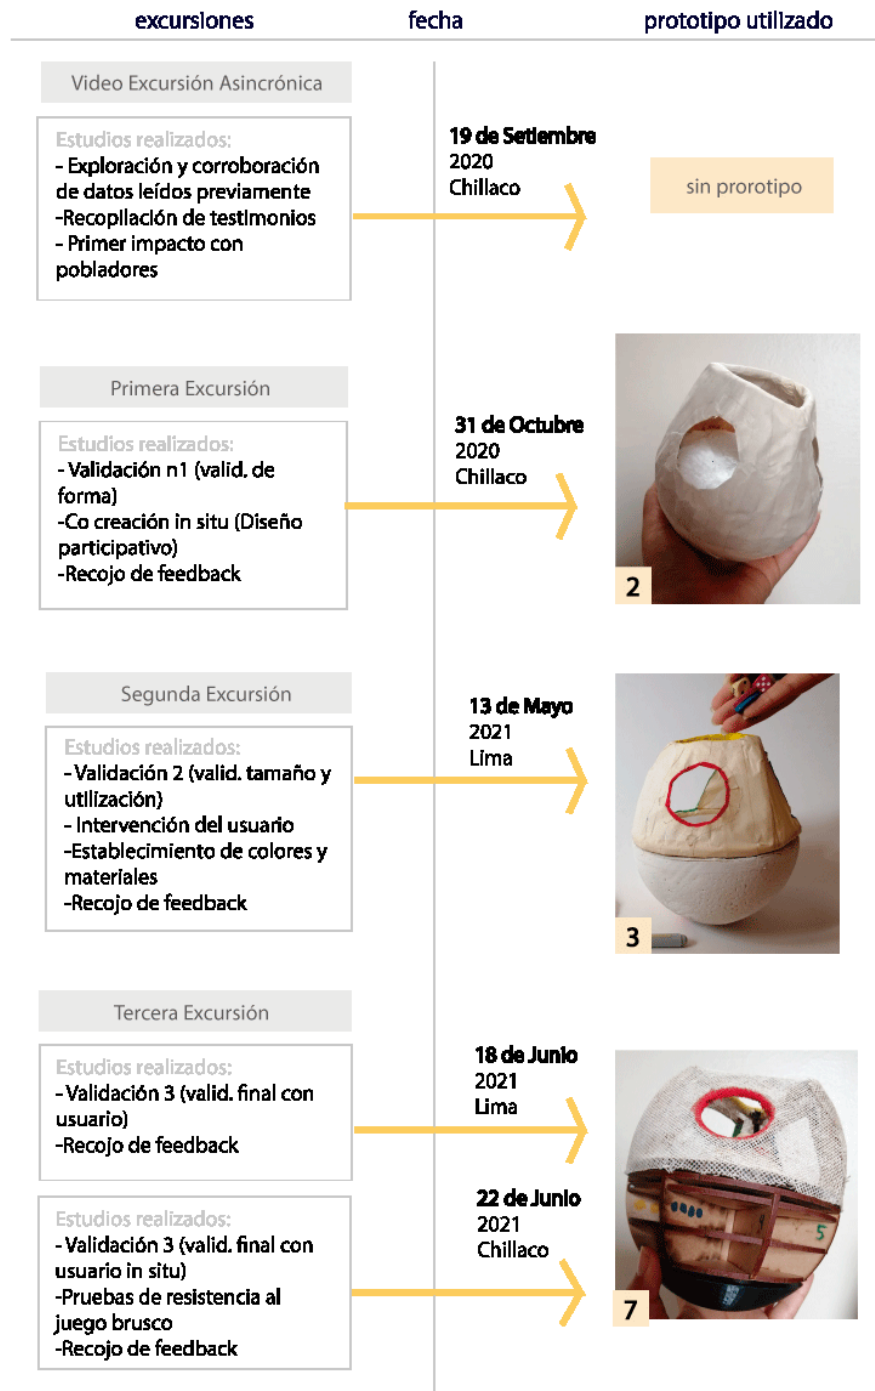 excursiones fecha prototipo utilizado
Video Excursión Asincrónica
Estudios realizados:
- Exploración y corroboración
de datos leídos previamente
-Recopilación de testimonios
- Primer impacto con
pobladores
19 de Setiembre
2020
Chillaco
sin prorotipo
Primera Excursión
Estudios realizados:
- Validación n1 (valid. de
forma)
-Co creación in situ (Diseño
participativo)
-Recojo de feedback
31 de Octubre
2020
Chillaco
2
Segunda Excursión
Estudios realizados:
- Validación 2 (valid. tamaño y
utilización)
- Intervención del usuario
-Establecimiento de colores y
materiales
-Recojo de feedback
13 de Mayo
2021
Lima
3
Tercera Excursión
Estudios realizados:
- Validación 3 (valid. final con
usuario)
-Recojo de feedback
18 de Junio
2021
Lima
Estudios realizados:
- Validación 3 (valid. final con
usuario in situ)
-Pruebas de resistencia al
juego brusco
-Recojo de feedback
22 de Junio
2021
Chillaco
5
7